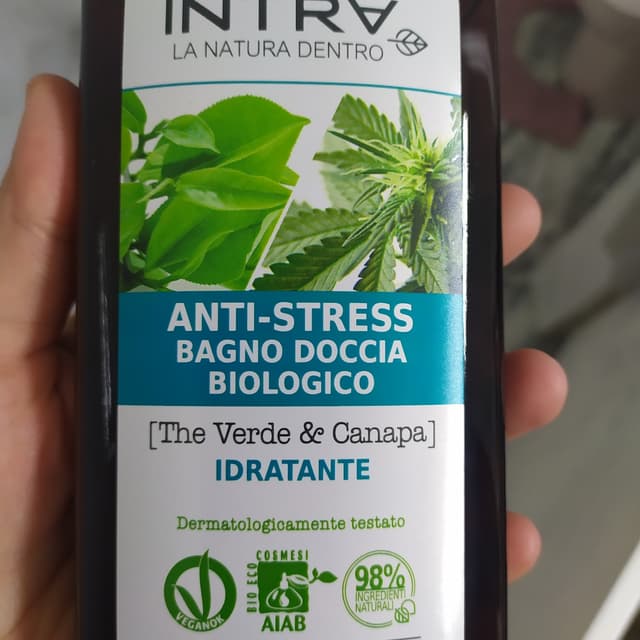 INTRA
LA NATURA DENTRO
ANTI-STRESS
BAGNO DOCCIA
BIOLOGICO
[The Verde & Canapa]
IDRATANTE
Dermatologicamente testato
VEGANOK
BIO ECO COSMESI
AIAB
98%
INGREDIENTI
NATURALI